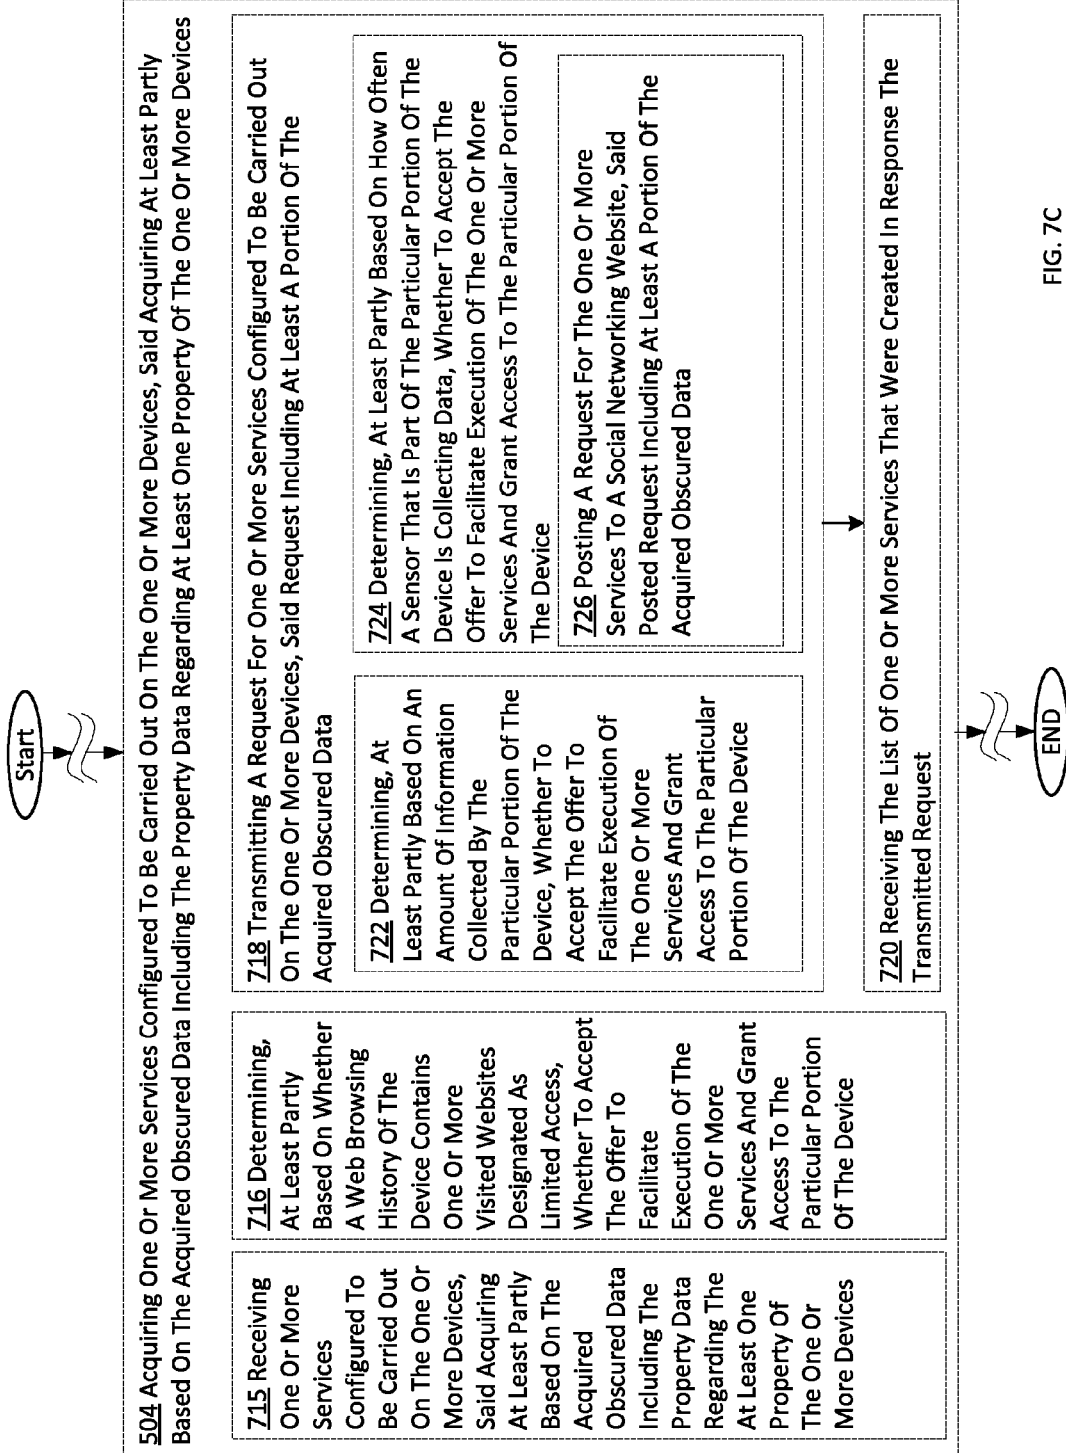 Start
504 Acquiring One Or More Services Configured To Be Carried Out On The One Or More Devices, Said Acquiring At Least Partly
Based On The Acquired Obscured Data Including The Property Data Regarding At Least One Property Of The One Or More Devices
715 Receiving
One Or More
Services
Configured To
Be Carried Out
On The One Or
More Devices,
Said Acquiring
At Least Partly
Based On The
Acquired
Obscured Data
Including The
Property Data
Regarding The
At Least One
Property Of
The One Or
More Devices
716 Determining,
At Least Partly
Based On Whether
A Web Browsing
History Of The
Device Contains
One Or More
Visited Websites
Designated As
Limited Access,
Whether To Accept
The Offer To
Facilitate
Execution Of The
One Or More
Services And Grant
Access To The
Particular Portion
Of The Device
718 Transmitting A Request For One Or More Services Configured To Be Carried Out
On The One Or More Devices, Said Request Including At Least A Portion Of The
Acquired Obscured Data
722 Determining, At
Least Partly Based On An
Amount Of Information
Collected By The
Particular Portion Of The
Device, Whether To
Accept The Offer To
Facilitate Execution Of
The One Or More
Services And Grant
Access To The Particular
Portion Of The Device
724 Determining, At Least Partly Based On How Often
A Sensor That Is Part Of The Particular Portion Of The
Device Is Collecting Data, Whether To Accept The
Offer To Facilitate Execution Of The One Or More
Services And Grant Access To The Particular Portion Of
The Device
726 Posting A Request For The One Or More
Services To A Social Networking Website, Said
Posted Request Including At Least A Portion Of The
Acquired Obscured Data
720 Receiving The List Of One Or More Services That Were Created In Response The
Transmitted Request
END
FIG. 7C